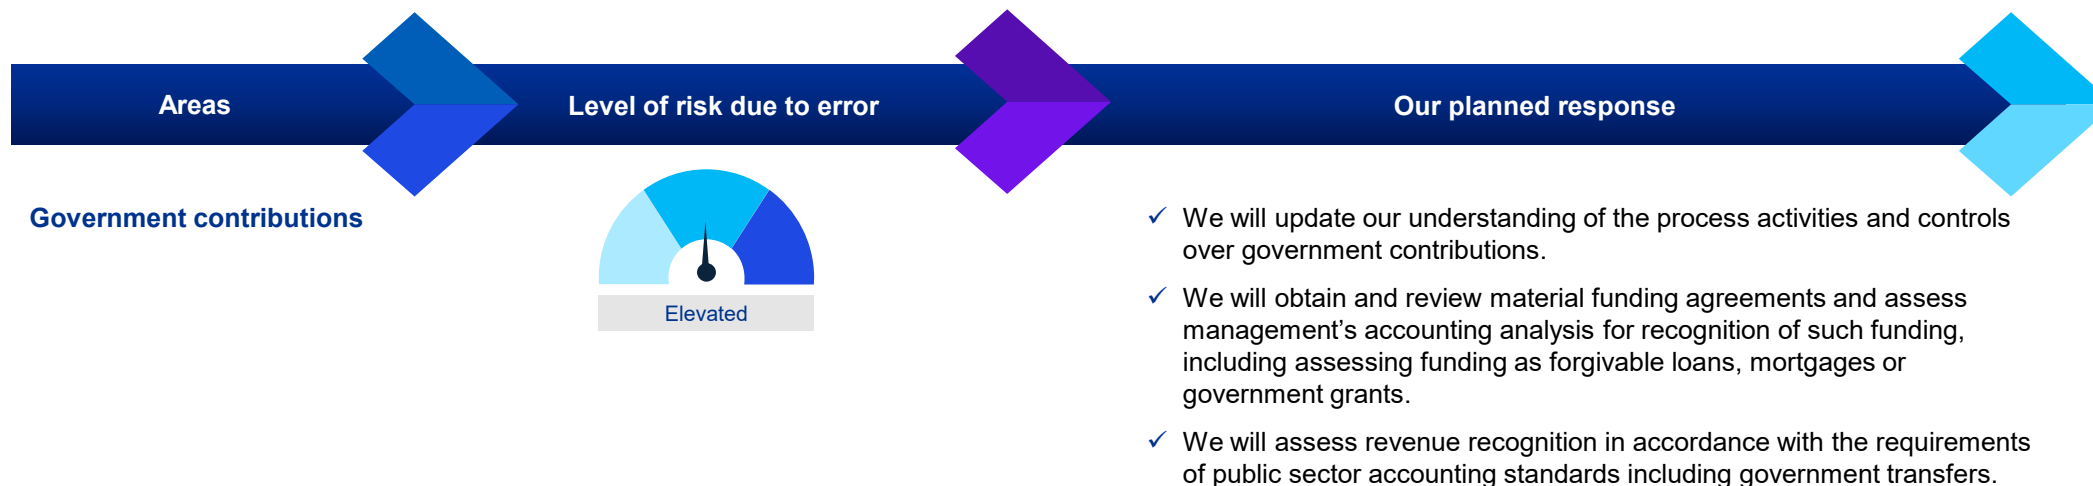 Areas
Level of risk due to error
Our planned response
Government contributions
Elevated
✓ We will update our understanding of the process activities and controls
over government contributions.
✓ We will obtain and review material funding agreements and assess
management’s accounting analysis for recognition of such funding,
including assessing funding as forgivable loans, mortgages or
government grants.
✓ We will assess revenue recognition in accordance with the requirements
of public sector accounting standards including government transfers.